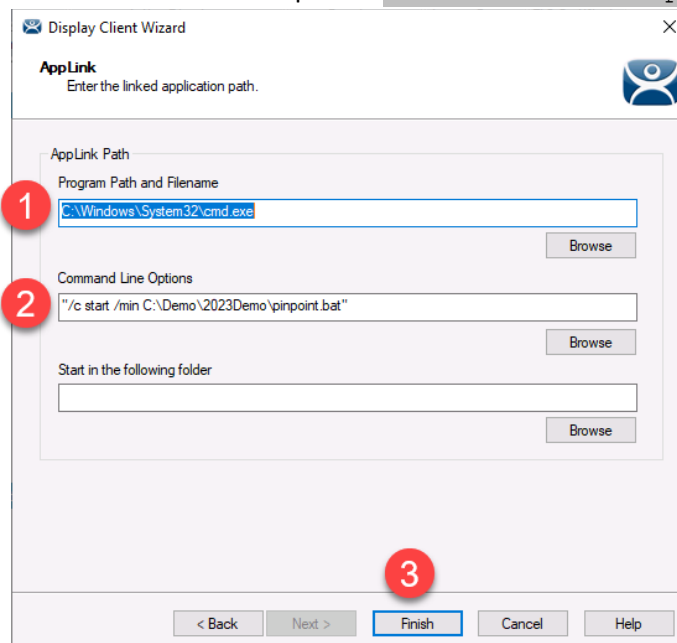 Display Client Wizard
AppLink
Enter the linked application path.
AppLink Path
Program Path and Filename
1
C:\Windows\System32\cmd.exe
Browse
Command Line Options
2
"/c start /min C:\Demo\2023Demo\pinpoint.bat"
Browse
Start in the following folder
Browse
3
< Back Next > Finish Cancel Help